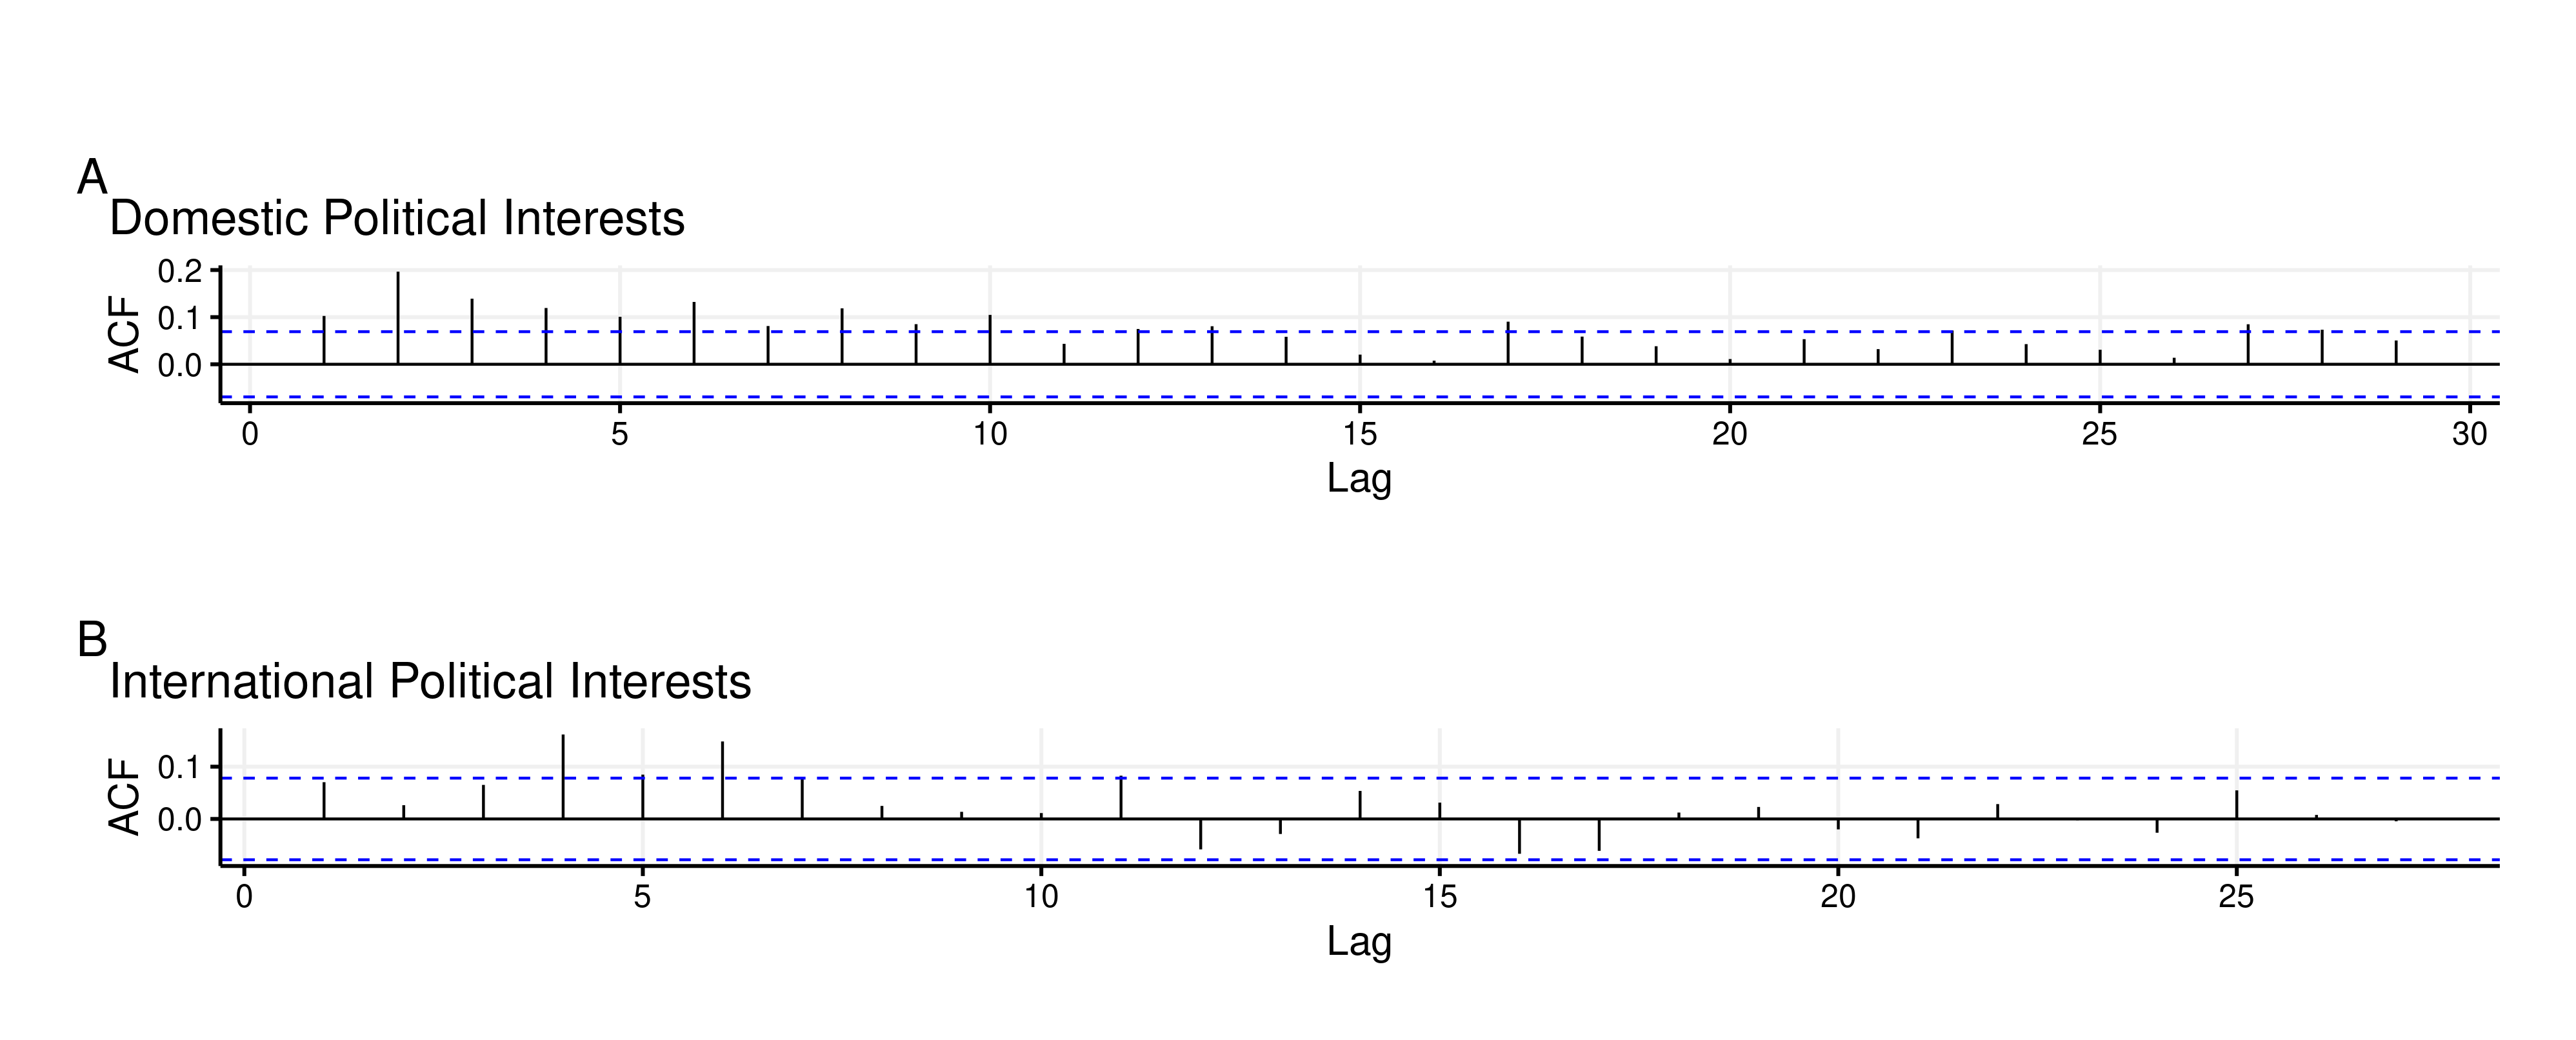 A
Domestic Political Interests
0.2
0.1
0.0
ACF
0 5 10 15 20 25 30
Lag
B
International Political Interests
0.1
0.0
ACF
0 5 10 15 20 25
Lag